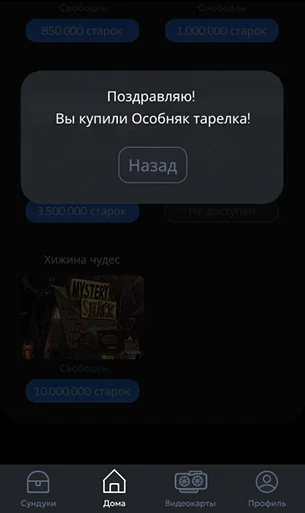 Свободен
Свободен
850.000 старок
1.000.000 старок
Поздравляю!
Вы купили Особняк тарелка!
Назад
3.500.000 старок
Не доступен
Хижина чудес
MYSTERY
SHACK
Свободен
10.000.000 старок
Сундуки
Дома
Видеокарты
Профиль